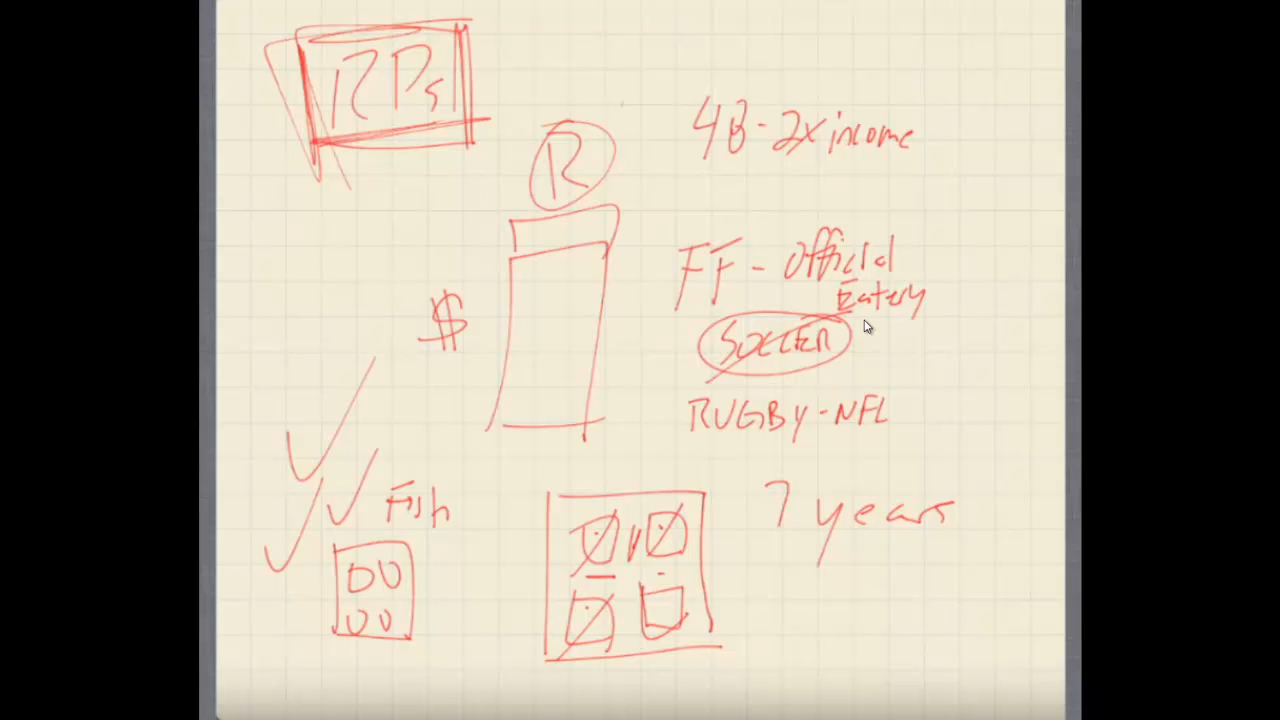 RPs
R
4B - 2x income
FF - Official
Eatery
$
SOCCER
RUGBY - NFL
Fish
7 years